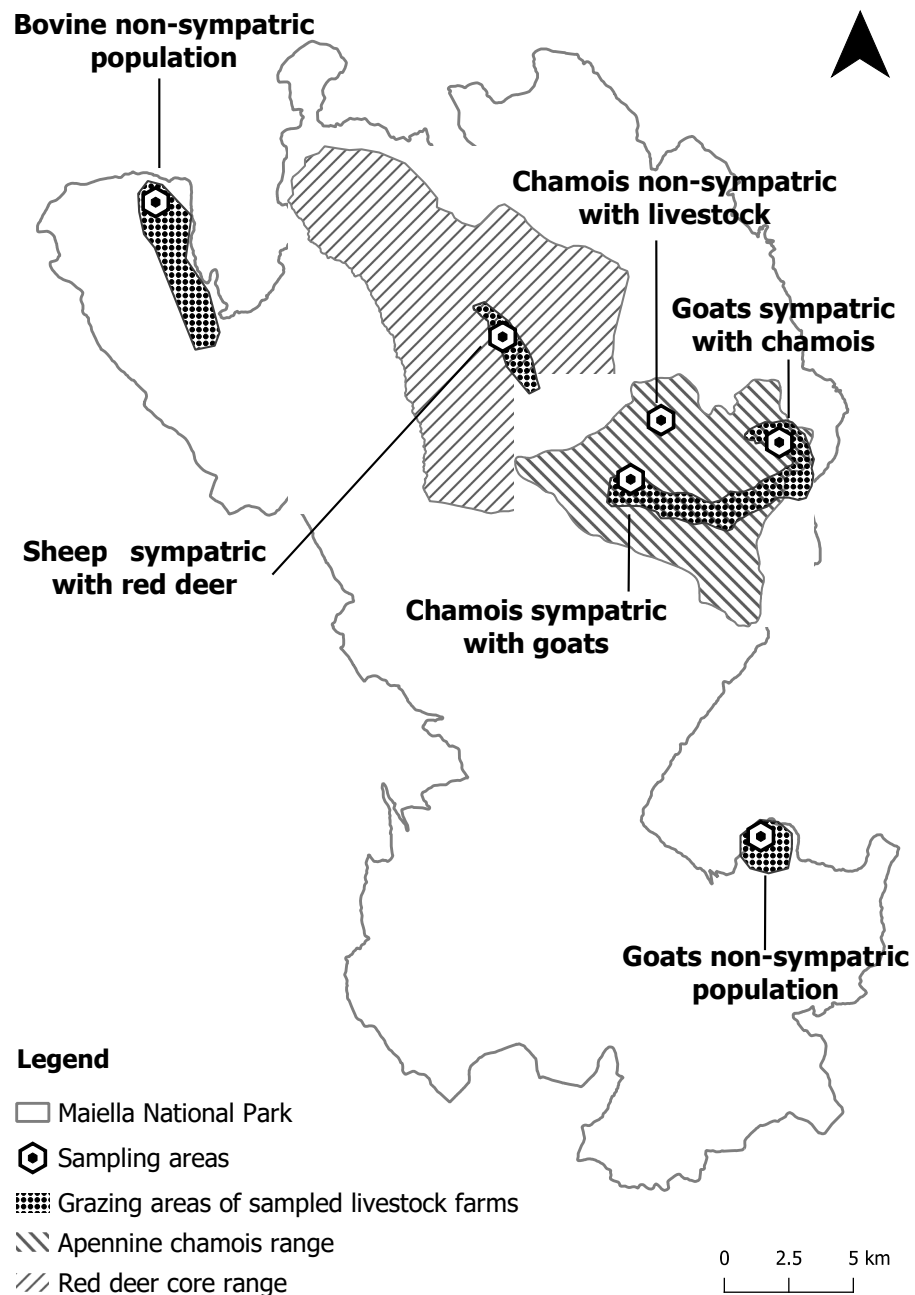 Bovine non-sympatric
population
Chamois non-sympatric
with livestock
Goats sympatric
with chamois
Sheep sympatric
with red deer
Chamois sympatric
with goats
Goats non-sympatric
population
Legend
Maiella National Park
Sampling areas
Grazing areas of sampled livestock farms
Apennine chamois range
Red deer core range
0 2.5 5 km